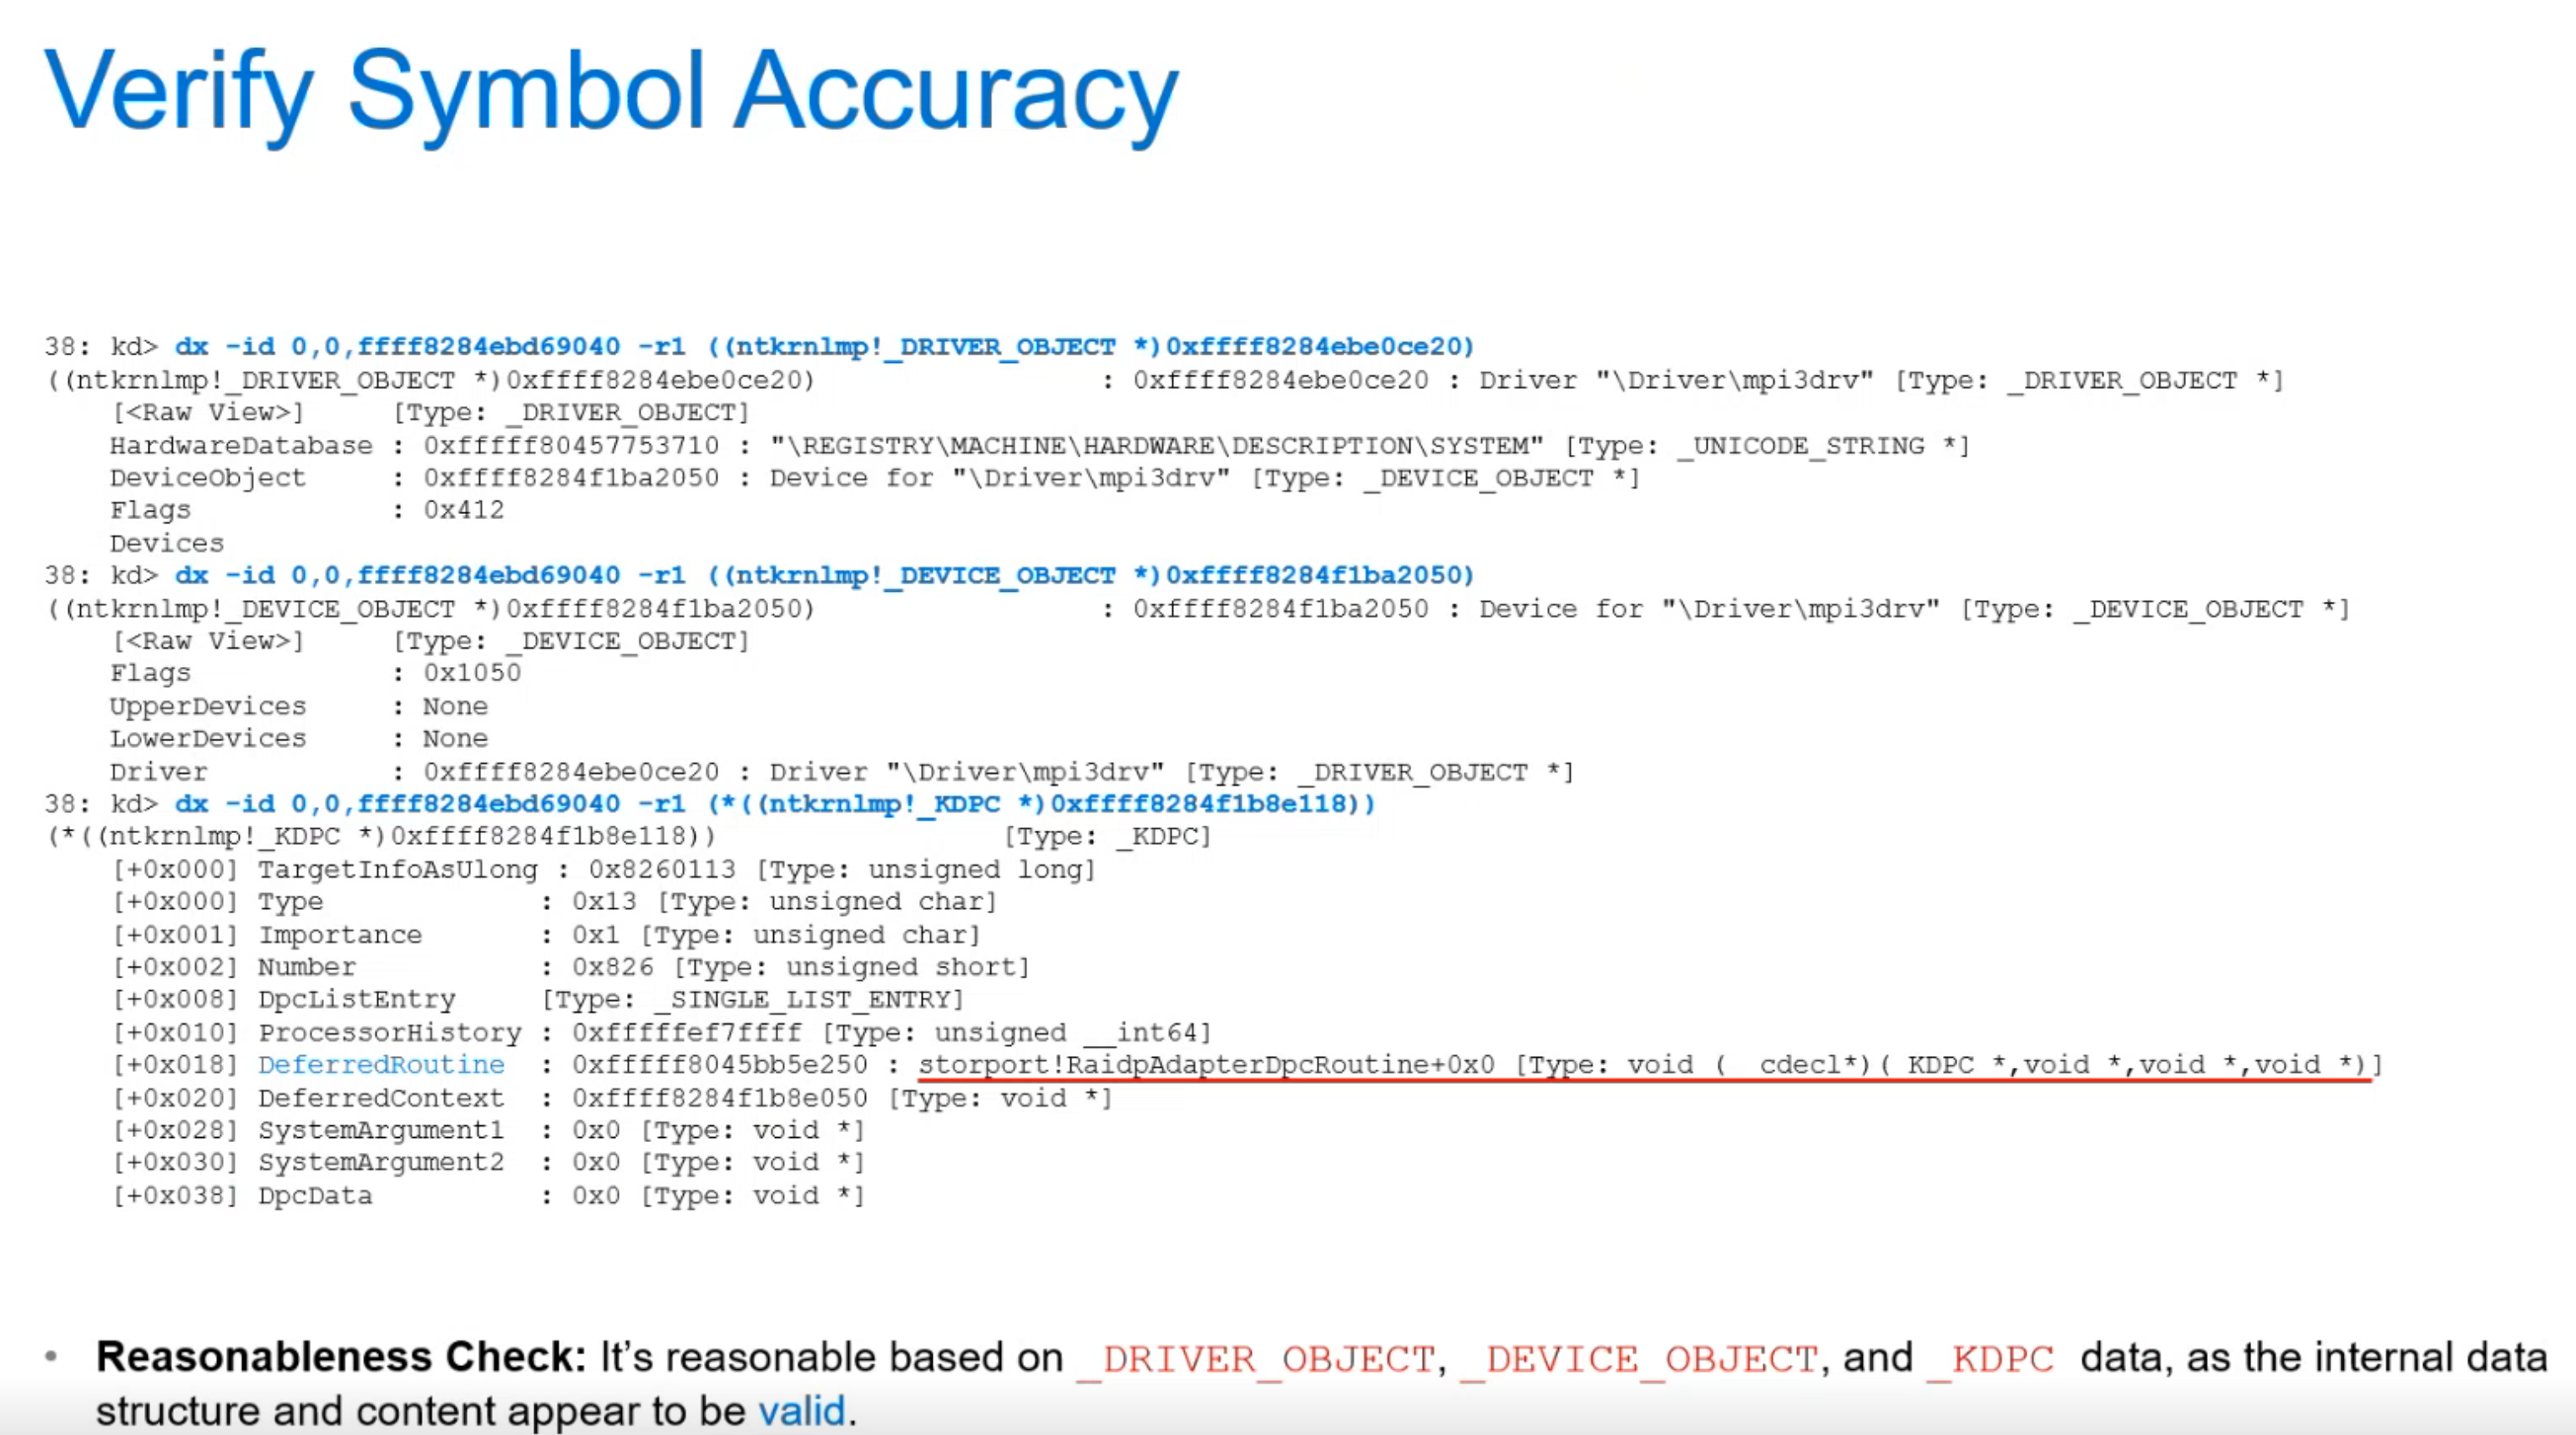 Verify Symbol Accuracy
38: kd> dx -id 0,0,ffff8284ebd69040 -r1 ((ntkrnlmp!_DRIVER_OBJECT *)0xffff8284ebe0ce20)
((ntkrnlmp!_DRIVER_OBJECT *)0xffff8284ebe0ce20)                 : 0xffff8284ebe0ce20 : Driver "\Driver\mpi3drv" [Type: _DRIVER_OBJECT *]
    [<Raw View>]     [Type: _DRIVER_OBJECT]
    HardwareDatabase : 0xfffff80457753710 : "\REGISTRY\MACHINE\HARDWARE\DESCRIPTION\SYSTEM" [Type: _UNICODE_STRING *]
    DeviceObject     : 0xffff8284f1ba2050 : Device for "\Driver\mpi3drv" [Type: _DEVICE_OBJECT *]
    Flags            : 0x412
    Devices
38: kd> dx -id 0,0,ffff8284ebd69040 -r1 ((ntkrnlmp!_DEVICE_OBJECT *)0xffff8284f1ba2050)
((ntkrnlmp!_DEVICE_OBJECT *)0xffff8284f1ba2050)                 : 0xffff8284f1ba2050 : Device for "\Driver\mpi3drv" [Type: _DEVICE_OBJECT *]
    [<Raw View>]     [Type: _DEVICE_OBJECT]
    Flags            : 0x1050
    UpperDevices     : None
    LowerDevices     : None
    Driver           : 0xffff8284ebe0ce20 : Driver "\Driver\mpi3drv" [Type: _DRIVER_OBJECT *]
38: kd> dx -id 0,0,ffff8284ebd69040 -r1 (*((ntkrnlmp!_KDPC *)0xffff8284f1b8e118))
(*((ntkrnlmp!_KDPC *)0xffff8284f1b8e118))                 [Type: _KDPC]
    [+0x000] TargetInfoAsUlong : 0x8260113 [Type: unsigned long]
    [+0x000] Type             : 0x13 [Type: unsigned char]
    [+0x001] Importance       : 0x1 [Type: unsigned char]
    [+0x002] Number           : 0x826 [Type: unsigned short]
    [+0x008] DpcListEntry     [Type: _SINGLE_LIST_ENTRY]
    [+0x010] ProcessorHistory : 0xfffffef7ffff [Type: unsigned __int64]
    [+0x018] DeferredRoutine  : 0xfffff8045bb5e250 : storport!RaidpAdapterDpcRoutine+0x0 [Type: void (  cdecl*)( KDPC *,void *,void *,void *)]
    [+0x020] DeferredContext  : 0xffff8284f1b8e050 [Type: void *]
    [+0x028] SystemArgument1  : 0x0 [Type: void *]
    [+0x030] SystemArgument2  : 0x0 [Type: void *]
    [+0x038] DpcData          : 0x0 [Type: void *]
• Reasonableness Check: It’s reasonable based on _DRIVER_OBJECT, _DEVICE_OBJECT, and _KDPC data, as the internal data
structure and content appear to be valid.